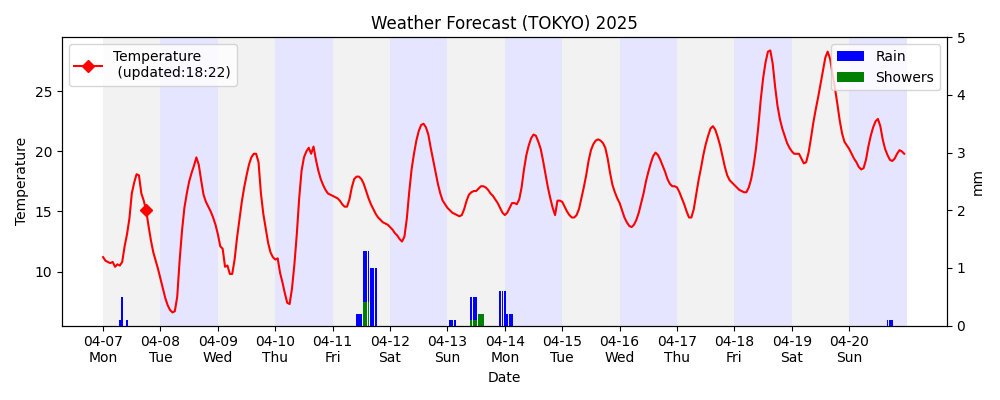 Weather Forecast (TOKYO) 2025
Temperature
(updated:18:22)
Rain
Showers
Temperature
25
20
15
10
5
4
3
2
1
0
mm
04-07 04-08 04-09 04-10 04-11 04-12 04-13 04-14 04-15 04-16 04-17 04-18 04-19 04-20
Mon Tue Wed Thu Fri Sat Sun Mon Tue Wed Thu Fri Sat Sun
Date